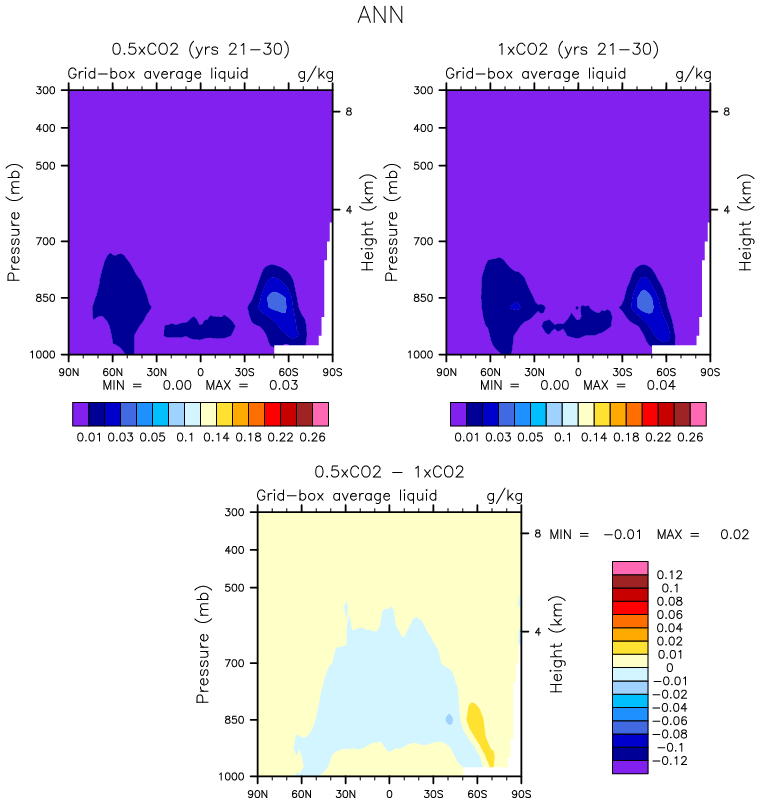 ANN
0.5xCO2 (yrs 21-30)
Grid-box average liquid g/kg
300
400
500
700
850
1000
Pressure (mb)
8
4
Height (km)
90N 60N 30N 0 30S 60S 90S
MIN = 0.00 MAX = 0.03
0.01 0.03 0.05 0.1 0.14 0.18 0.22 0.26
1xCO2 (yrs 21-30)
Grid-box average liquid g/kg
300
400
500
700
850
1000
Pressure (mb)
8
4
Height (km)
90N 60N 30N 0 30S 60S 90S
MIN = 0.00 MAX = 0.04
0.01 0.03 0.05 0.1 0.14 0.18 0.22 0.26
0.5xCO2 - 1xCO2
Grid-box average liquid g/kg
300
400
500
700
850
1000
Pressure (mb)
8
4
Height (km)
90N 60N 30N 0 30S 60S 90S
MIN = -0.01 MAX = 0.02
0.12
0.1
0.08
0.06
0.04
0.02
0.01
0
-0.01
-0.02
-0.04
-0.06
-0.08
-0.1
-0.12